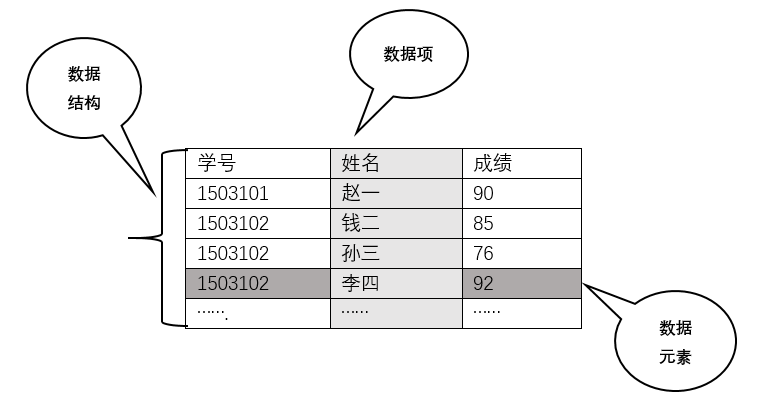 数据项
数据
结构
学号 姓名 成绩
1503101 赵一 90
1503102 钱二 85
1503102 孙三 76
1503102 李四 92
……. …… ……
数据
元素